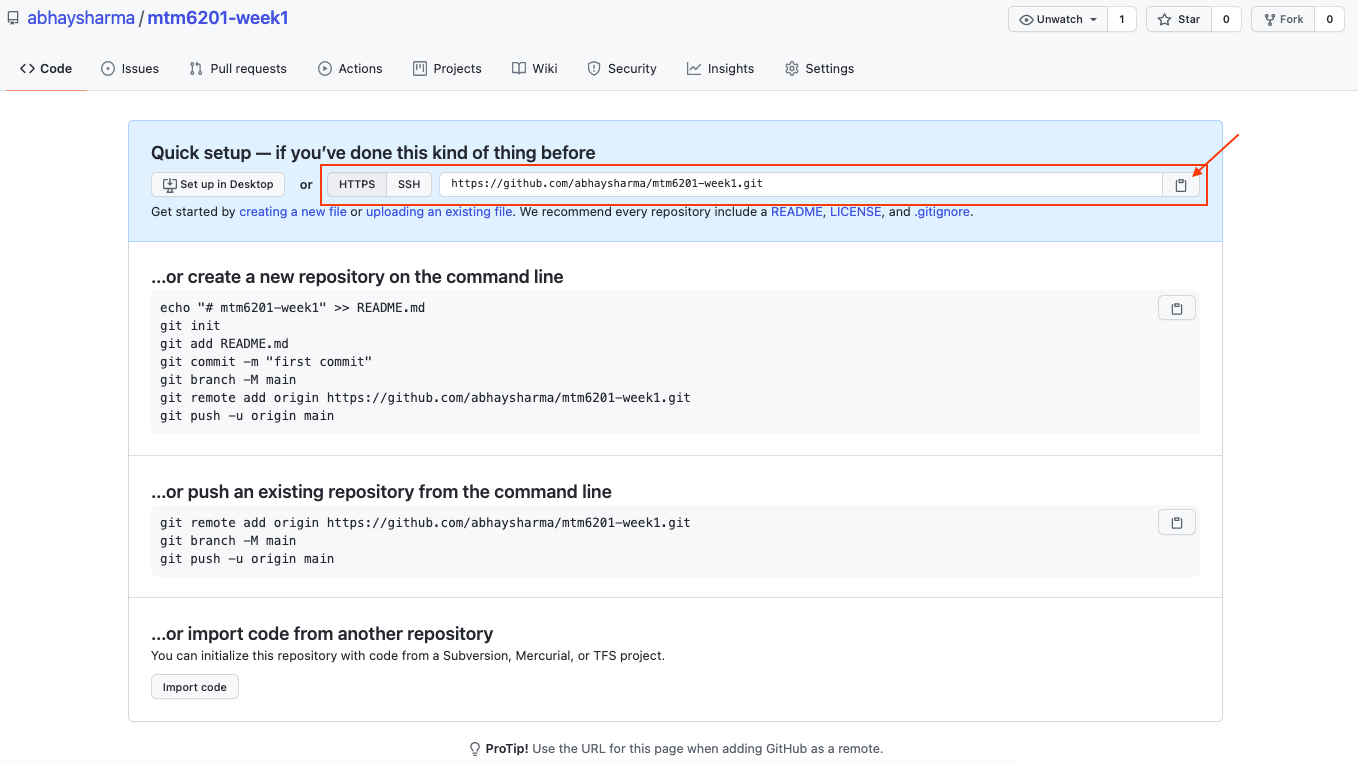 abhaysharma / mtm6201-week1
Unwatch 1 Star 0 Fork 0
Code Issues Pull requests Actions Projects Wiki Security Insights Settings
Quick setup — if you’ve done this kind of thing before
Set up in Desktop or HTTPS SSH https://github.com/abhaysharma/mtm6201-week1.git
Get started by creating a new file or uploading an existing file. We recommend every repository include a README, LICENSE, and .gitignore.
…or create a new repository on the command line
echo "# mtm6201-week1" >> README.md
git init
git add README.md
git commit -m "first commit"
git branch -M main
git remote add origin https://github.com/abhaysharma/mtm6201-week1.git
git push -u origin main
…or push an existing repository from the command line
git remote add origin https://github.com/abhaysharma/mtm6201-week1.git
git branch -M main
git push -u origin main
…or import code from another repository
You can initialize this repository with code from a Subversion, Mercurial, or TFS project.
Import code
ProTip! Use the URL for this page when adding GitHub as a remote.